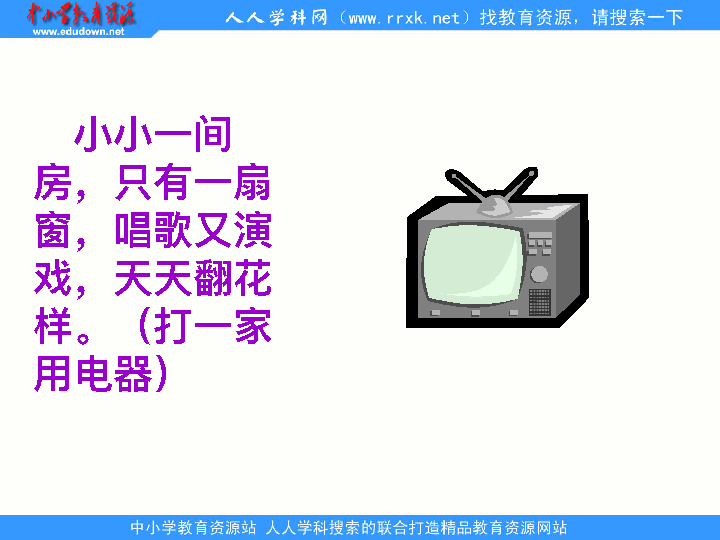 中小学教育资源
www.edudown.net
人人学科网（www.rrxk.net）找教育资源，请搜索一下
小小一间
房，只有一扇
窗，唱歌又演
戏，天天翻花
样。（打一家
用电器）
中小学教育资源站 人人学科搜索的联合打造精品教育资源网站